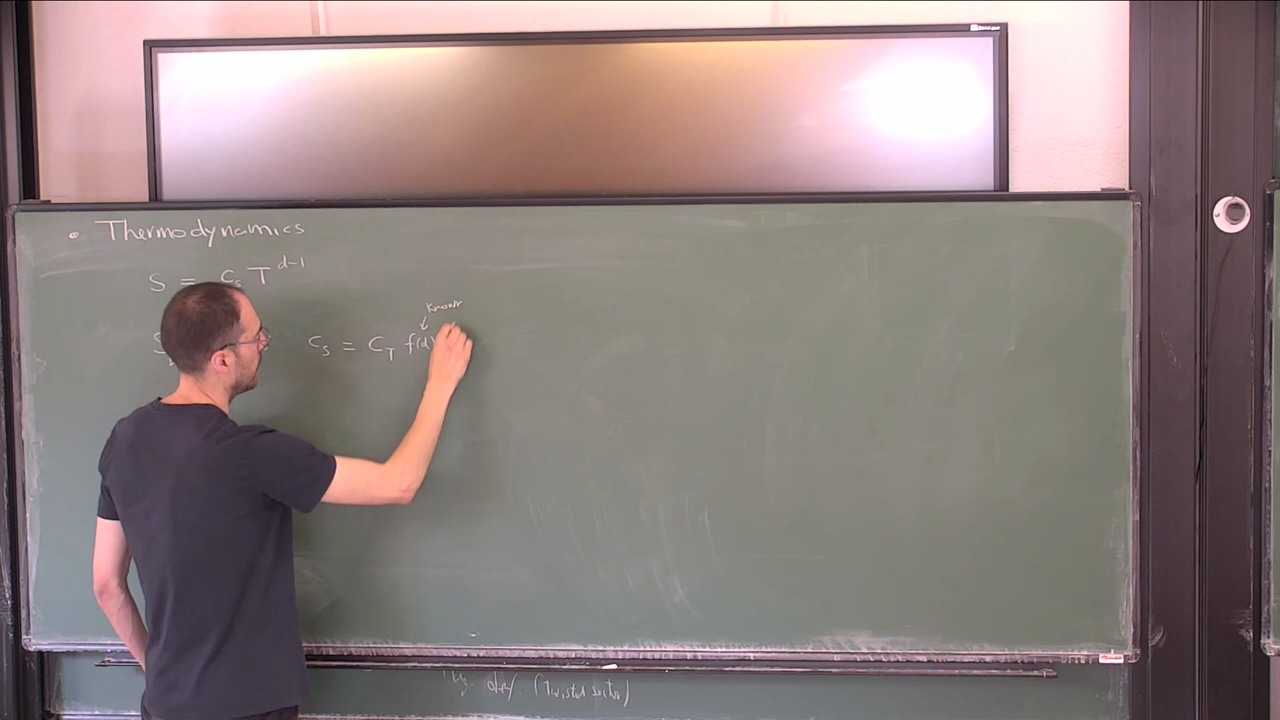 • Thermodynamics
S = C_s T^{d-1}
known
S C_s = C_T f(d)
(Twisted sector)